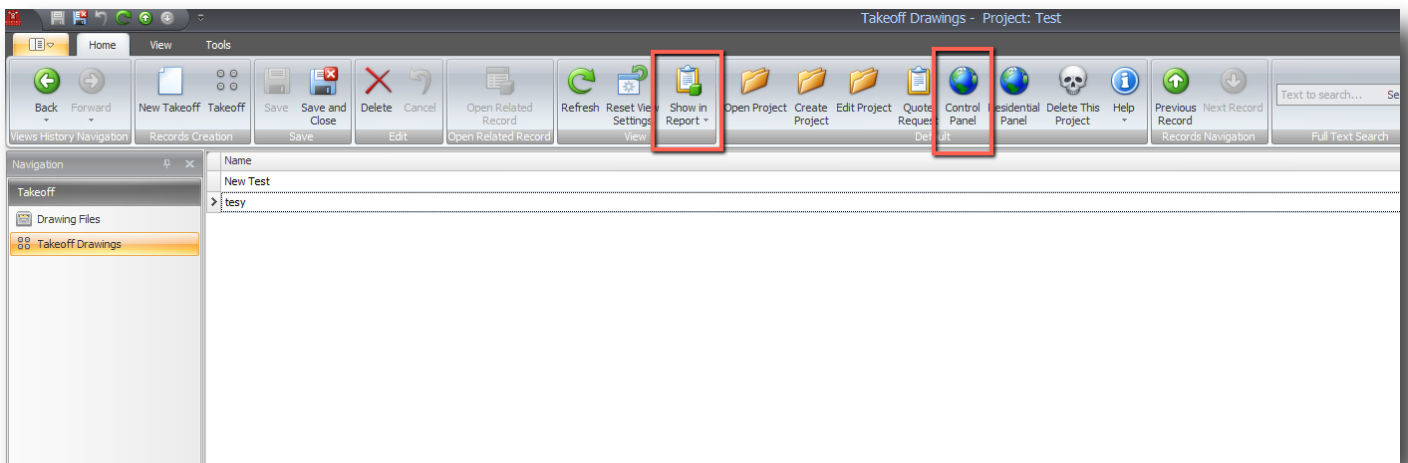 Takeoff Drawings - Project: Test
Home View Tools
Back Forward New Takeoff Takeoff Save Save and Close Delete Cancel Open Related Record Refresh Reset View Settings Show in Report Open Project Create Project Edit Project Quote Request Control Panel Residential Panel Delete This Project Help Previous Record Next Record Text to search... Se
Views History Navigation Records Creation Save Edit Open Related Record View Default Records Navigation Full Text Search
Navigation
Name
New Test
Takeoff
tesy
Drawing Files
Takeoff Drawings